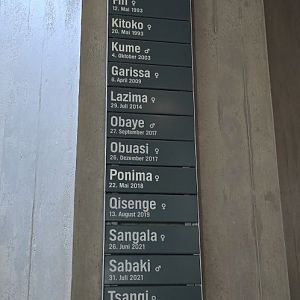 Fifi ♀
12. Mai 1993
Kitoko ♀
20. Mai 1993
Kume ♂
4. Oktober 2003
Garissa ♀
6. April 2009
Lazima ♀
29. Juli 2014
Obaye ♂
27. September 2017
Obuasi ♀
26. Dezember 2017
Ponima ♀
22. Mai 2018
Qisenge ♀
13. August 2019
Sangala ♀
26. Juni 2021
Sabaki ♂
31. Juli 2021
Tsangi ♀